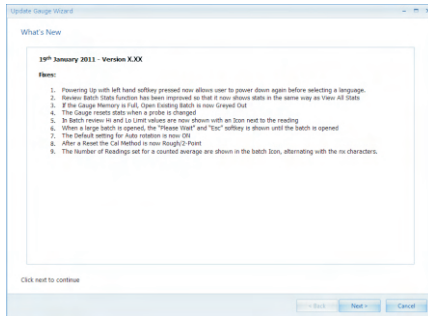 Update Gauge Wizard
What's New
19th January 2011 - Version X.XX
Fixes:
1. Powering Up with left hand softkey pressed now allows user to power down again before selecting a language.
2. Review Batch Stats function has been improved so that it now shows stats in the same way as View All Stats
3. If the Gauge Memory is Full, Open Existing Batch is now Greyed Out
4. The Gauge resets stats when a probe is changed
5. In Batch review Hi and Lo Limit values are now shown with an Icon next to the reading
6. When a large batch is opened, the "Please Wait" and "Esc" softkey is shown until the batch is opened
7. The Default setting for Auto rotation is now ON
8. After a Reset the Cal Method is now Rough/2-Point
9. The Number of Readings set for a counted average are shown in the batch Icon, alternating with the nx characters.
Click next to continue
< Back Next > Cancel